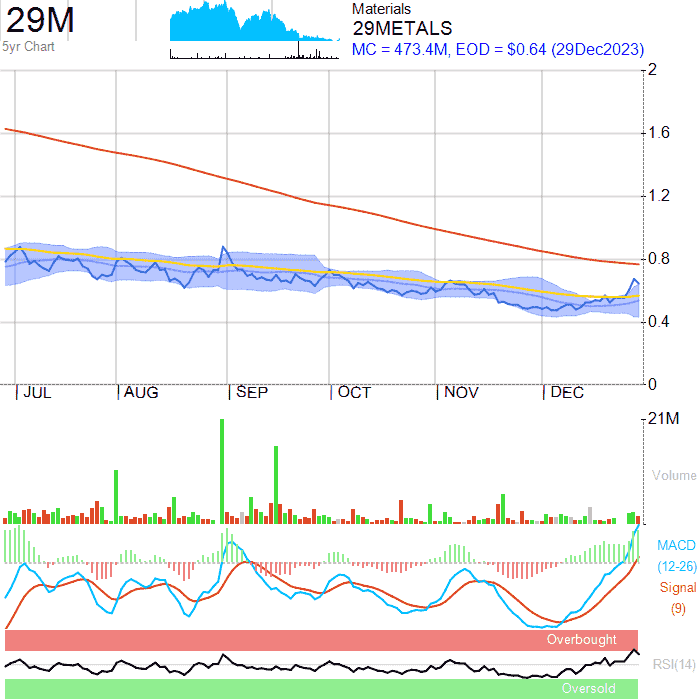 29M
5yr Chart
Materials
29METALS
MC = 473.4M, EOD = $0.64 (29Dec2023)
2
1.6
1.2
0.8
0.4
0
JUL AUG SEP OCT NOV DEC
21M
Volume
MACD
(12-26)
Signal
(9)
Overbought
RSI(14)
Oversold